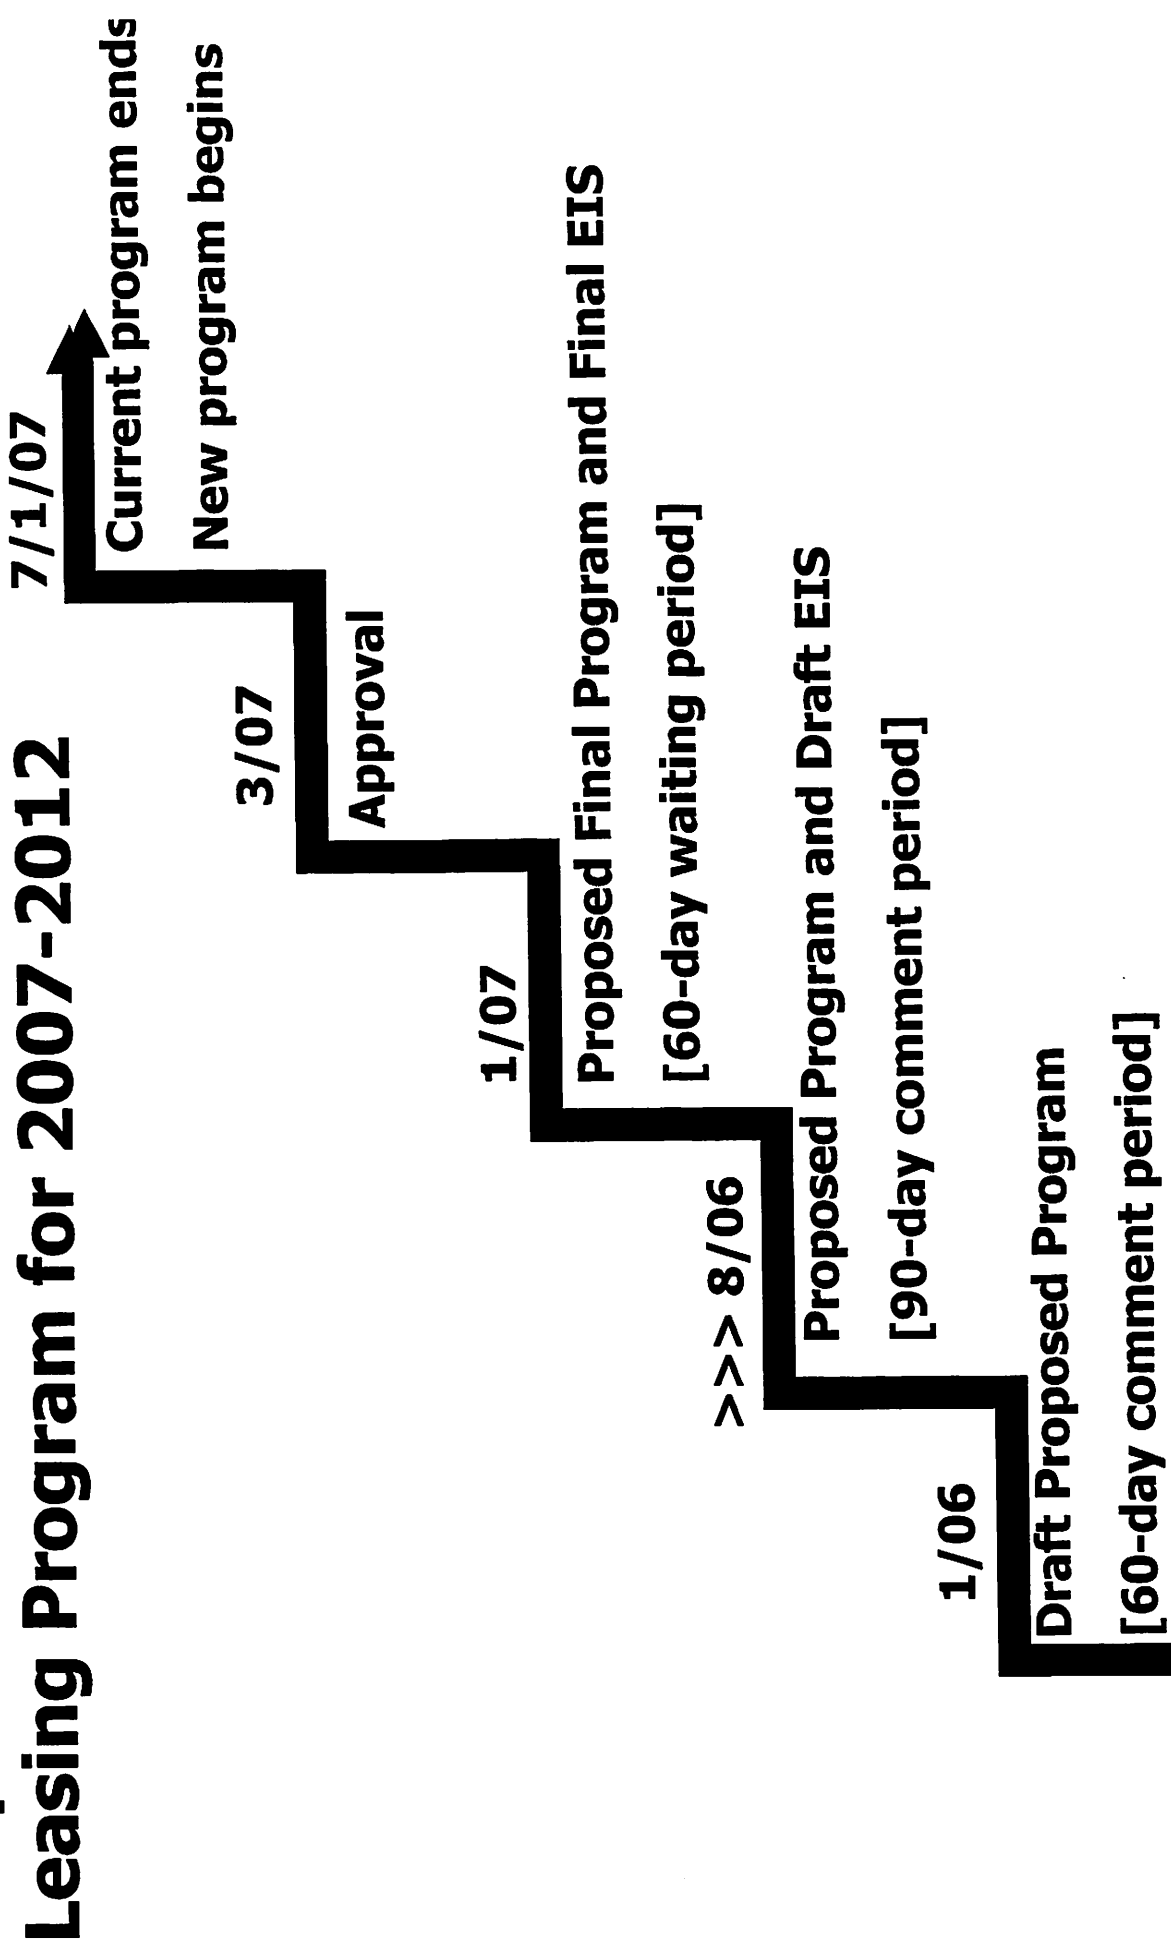 Leasing Program for 2007-2012
7/1/07
Current program ends
New program begins
3/07
Approval
1/07
Proposed Final Program and Final EIS
[60-day waiting period]
>>> 8/06
Proposed Program and Draft EIS
[90-day comment period]
1/06
Draft Proposed Program
[60-day comment period]